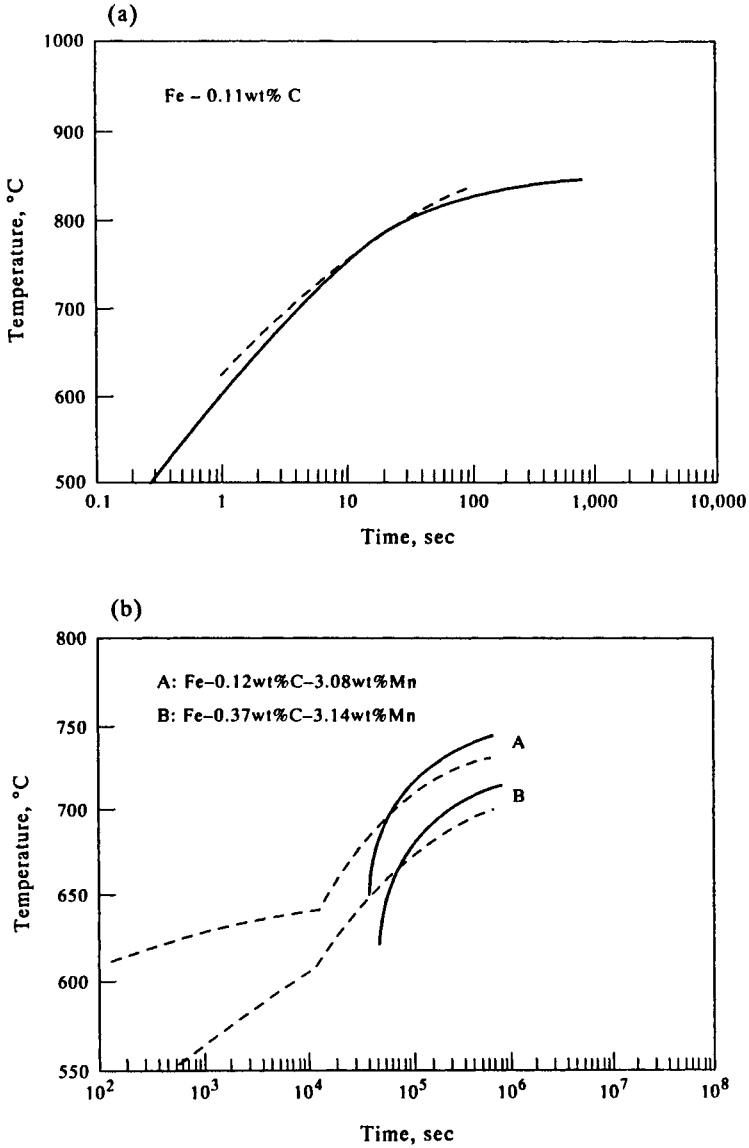 (a)
1000
Fe – 0.11wt% C
900
800
700
600
500
Temperature, °C
0.1 1 10 100 1,000 10,000
Time, sec
(b)
800
A: Fe–0.12wt%C–3.08wt%Mn
B: Fe–0.37wt%C–3.14wt%Mn
750
A
B
700
650
600
550
Temperature, °C
10² 10³ 10⁴ 10⁵ 10⁶ 10⁷ 10⁸
Time, sec